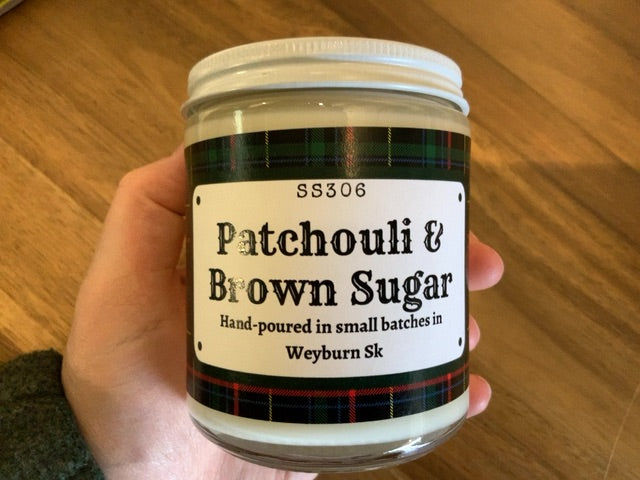 SS306
Patchouli &
Brown Sugar
Hand-poured in small batches in
Weyburn Sk